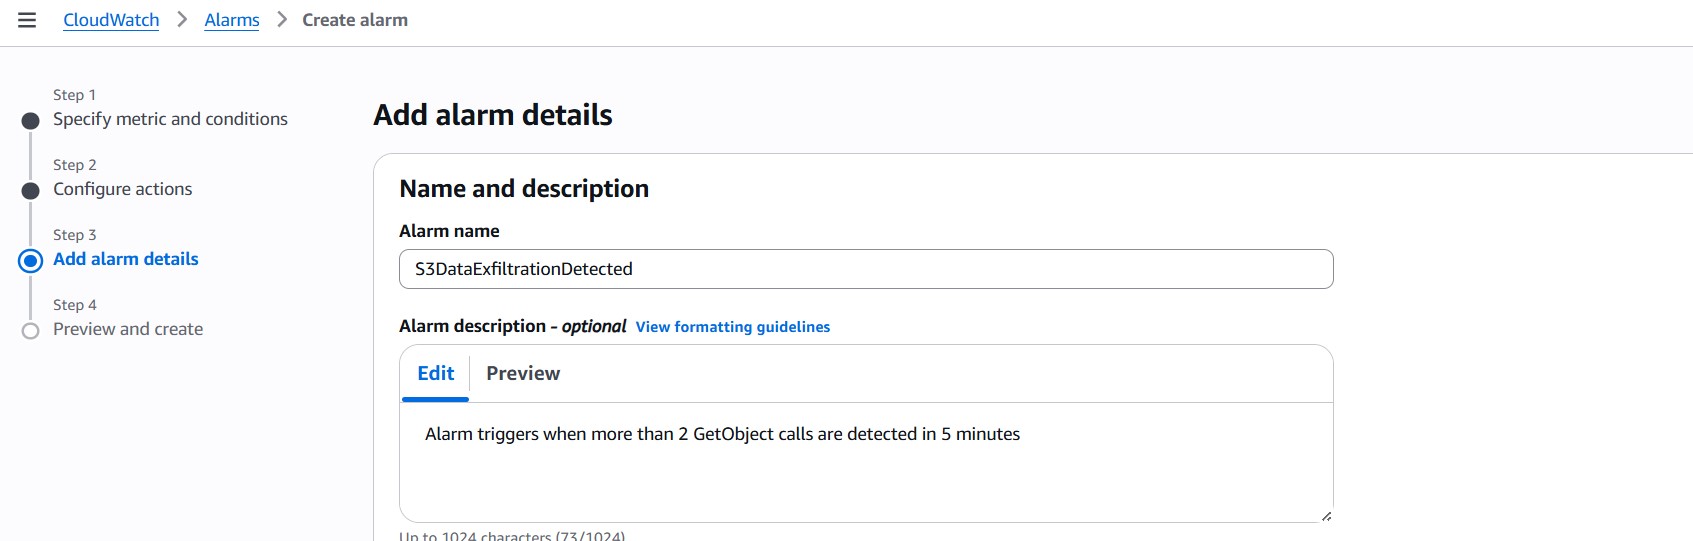 CloudWatch > Alarms > Create alarm
Step 1
Specify metric and conditions
Step 2
Configure actions
Step 3
Add alarm details
Step 4
Preview and create
Add alarm details
Name and description
Alarm name
S3DataExfiltrationDetected
Alarm description - optional View formatting guidelines
Edit Preview
Alarm triggers when more than 2 GetObject calls are detected in 5 minutes
Up to 1024 characters (73/1024)